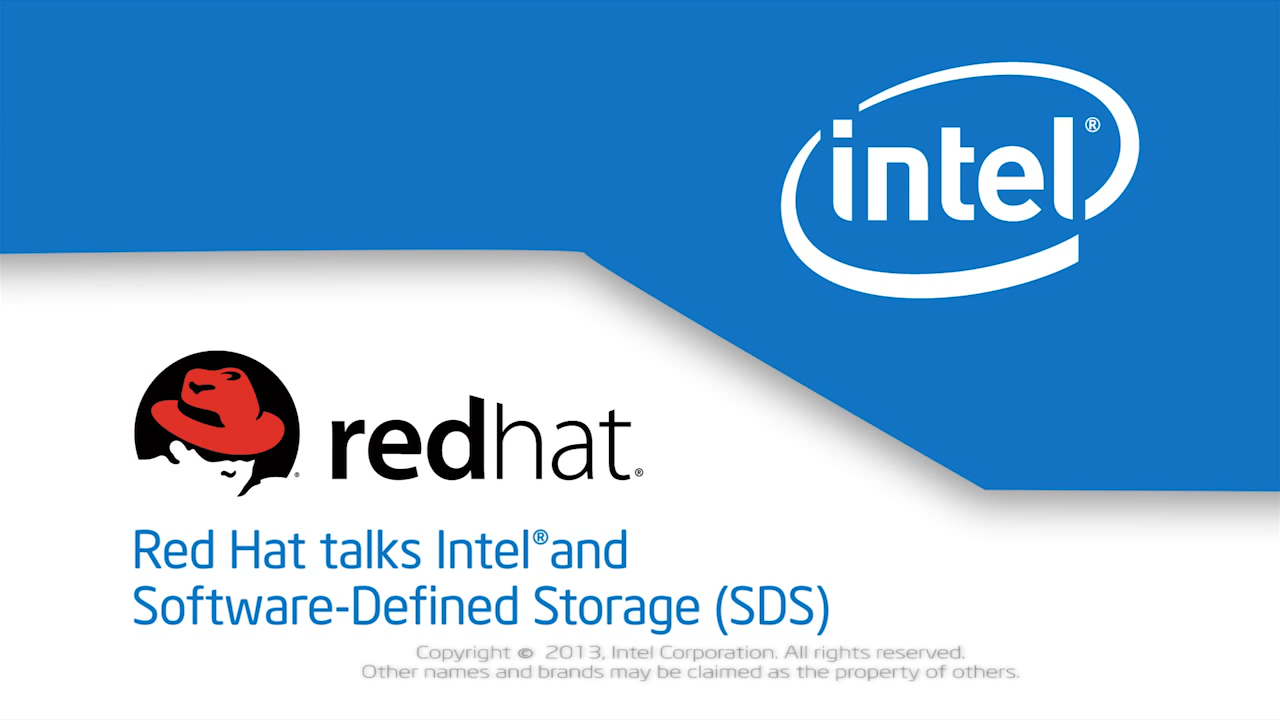 intel®
redhat®
Red Hat talks Intel® and
Software-Defined Storage (SDS)
Copyright © 2013, Intel Corporation. All rights reserved.
Other names and brands may be claimed as the property of others.